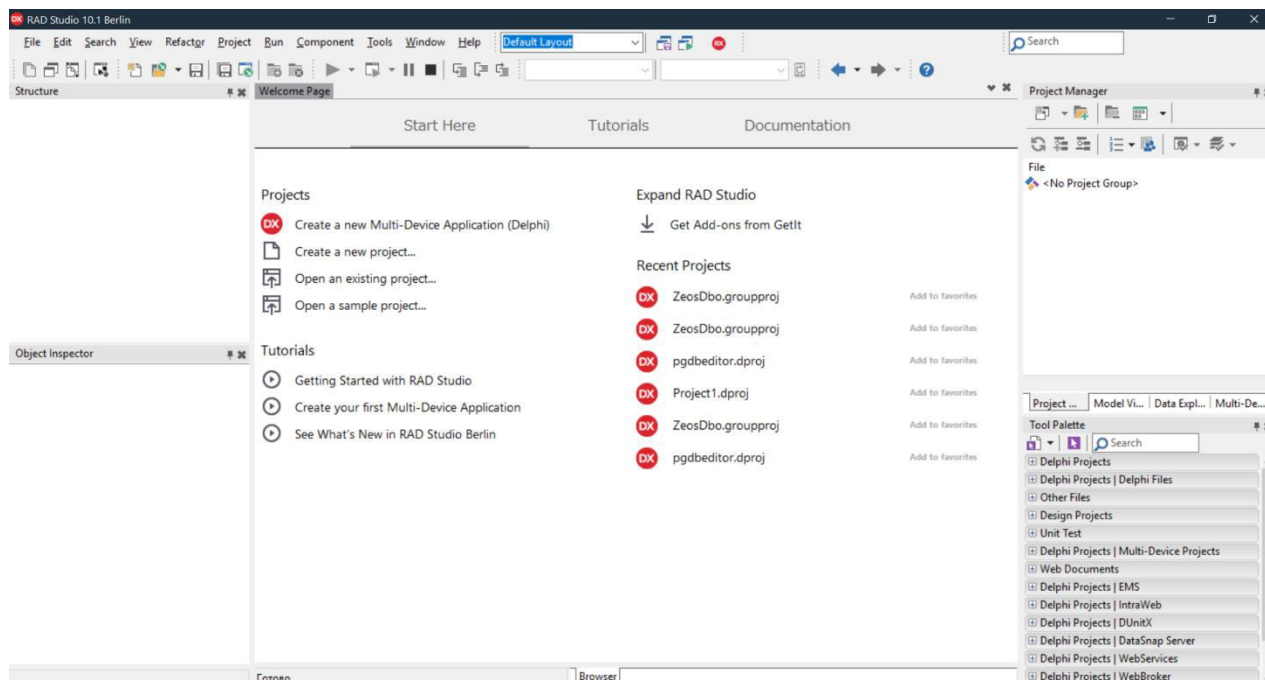 DX RAD Studio 10.1 Berlin
File Edit Search View Refactor Project Run Component Tools Window Help Default Layout Search
Structure
Welcome Page
Start Here Tutorials Documentation
Projects
DX Create a new Multi-Device Application (Delphi)
Create a new project...
Open an existing project...
Open a sample project...
Tutorials
Getting Started with RAD Studio
Create your first Multi-Device Application
See What's New in RAD Studio Berlin
Expand RAD Studio
Get Add-ons from GetIt
Recent Projects
DX ZeosDbo.groupproj Add to favorites
DX ZeosDbo.groupproj Add to favorites
DX pgdbeditor.dproj Add to favorites
DX Project1.dproj Add to favorites
DX ZeosDbo.groupproj Add to favorites
DX pgdbeditor.dproj Add to favorites
Object Inspector
Готово
Browser
Project Manager
File
<No Project Group>
Project ... Model Vi... Data Expl... Multi-De...
Tool Palette
Search
Delphi Projects
Delphi Projects | Delphi Files
Other Files
Design Projects
Unit Test
Delphi Projects | Multi-Device Projects
Web Documents
Delphi Projects | EMS
Delphi Projects | IntraWeb
Delphi Projects | DUnitX
Delphi Projects | DataSnap Server
Delphi Projects | WebServices
Delphi Projects | WebBroker